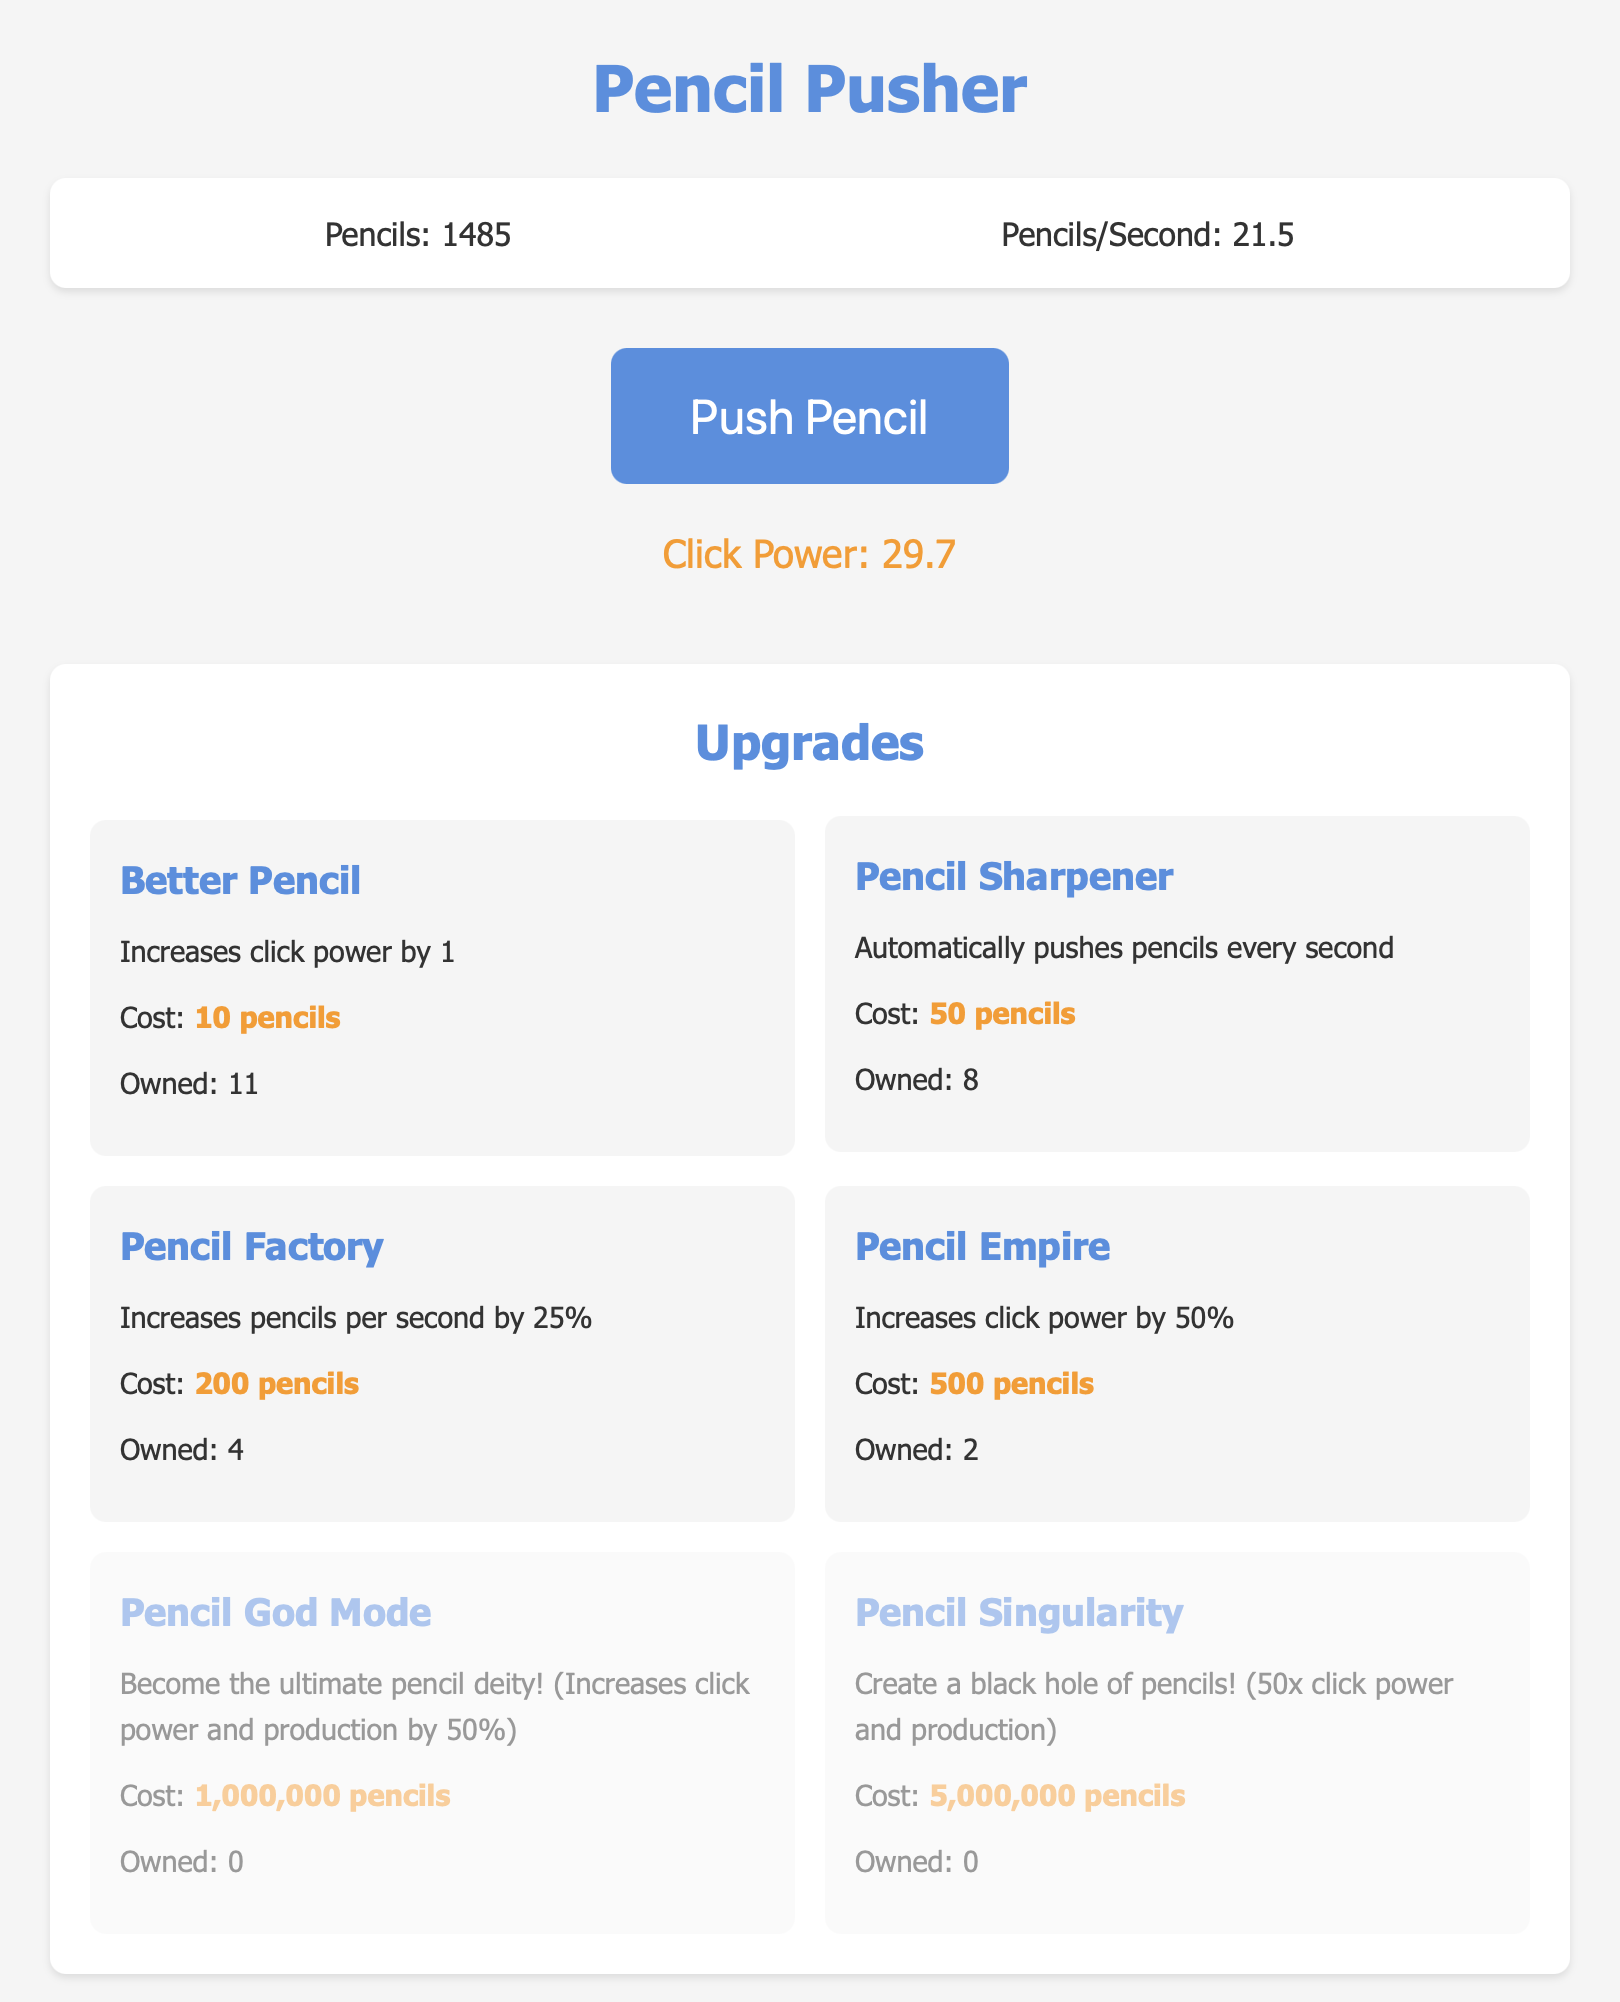 Pencil Pusher
Pencils: 1485
Pencils/Second: 21.5
Push Pencil
Click Power: 29.7
Upgrades
Better Pencil
Increases click power by 1
Cost: 10 pencils
Owned: 11
Pencil Sharpener
Automatically pushes pencils every second
Cost: 50 pencils
Owned: 8
Pencil Factory
Increases pencils per second by 25%
Cost: 200 pencils
Owned: 4
Pencil Empire
Increases click power by 50%
Cost: 500 pencils
Owned: 2
Pencil God Mode
Become the ultimate pencil deity! (Increases click
power and production by 50%)
Cost: 1,000,000 pencils
Owned: 0
Pencil Singularity
Create a black hole of pencils! (50x click power
and production)
Cost: 5,000,000 pencils
Owned: 0